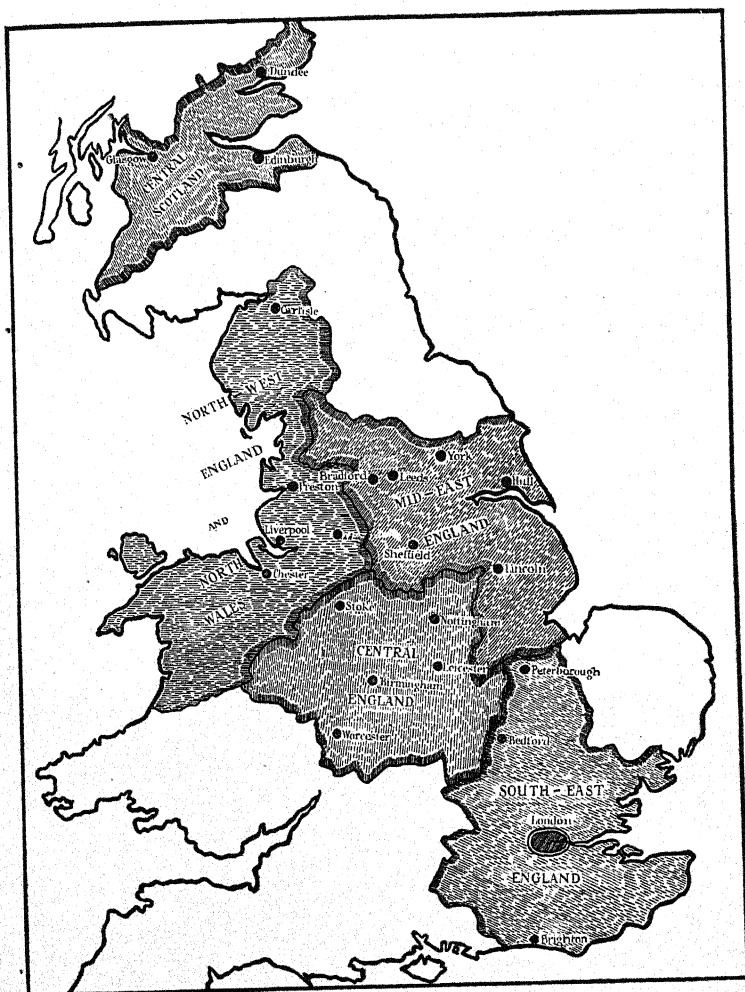 Dundee
Glasgow
Edinburgh
CENTRAL
SCOTLAND
Carlisle
NORTH WEST
ENGLAND
AND
NORTH
WALES
Preston
Liverpool
Chester
York
Bradford
Leeds
Hull
MID-EAST
ENGLAND
Sheffield
Lincoln
Stoke
Nottingham
CENTRAL
Leicester
Birmingham
ENGLAND
Worcester
Peterborough
Bedford
SOUTH-EAST
London
ENGLAND
Brighton